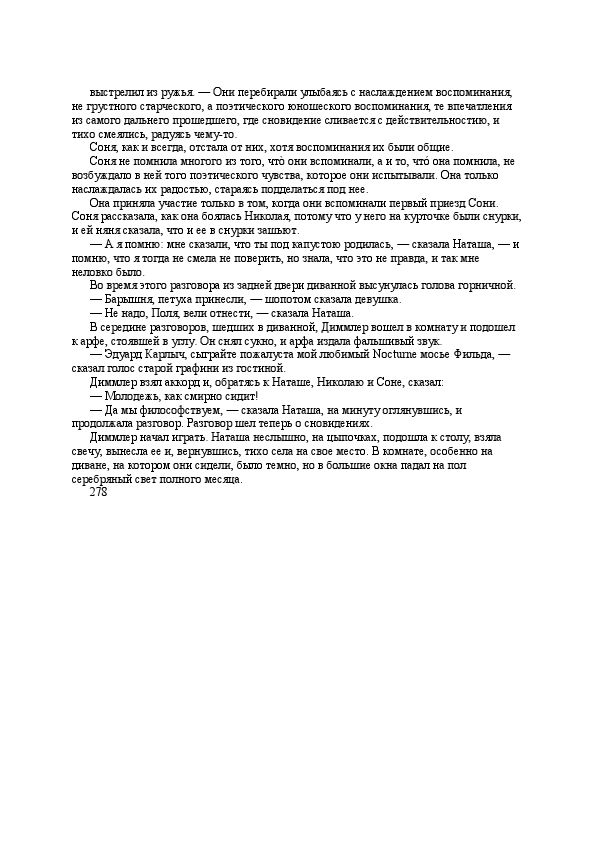 выстрелил из ружья. — Они перебирали улыбаясь с наслаждением воспоминания,
не грустного старческого, а поэтического юношеского воспоминания, те впечатления
из самого дальнего прошедшего, где сновидение сливается с действительностию, и
тихо смеялись, радуясь чему-то.
Соня, как и всегда, отстала от них, хотя воспоминания их были общие.
Соня не помнила многого из того, что̀ они вспоминали, а и то, что́ она помнила, не
возбуждало в ней того поэтического чувства, которое они испытывали. Она только
наслаждалась их радостью, стараясь подделаться под нее.
Она приняла участие только в том, когда они вспоминали первый приезд Сони.
Соня рассказала, как она боялась Николая, потому что у него на курточке были снурки,
и ей няня сказала, что и ее в снурки зашьют.
— А я помню: мне сказали, что ты под капустою родилась, — сказала Наташа, — и
помню, что я тогда не смела не поверить, но знала, что это не правда, и так мне
неловко было.
Во время этого разговора из задней двери диванной высунулась голова горничной.
— Барышня, петуха принесли, — шопотом сказала девушка.
— Не надо, Поля, вели отнести, — сказала Наташа.
В середине разговоров, шедших в диванной, Диммлер вошел в комнату и подошел
к арфе, стоявшей в углу. Он снял сукно, и арфа издала фальшивый звук.
— Эдуард Карлыч, сыграйте пожалуста мой любимый Nocturne мосье Фильда, —
сказал голос старой графини из гостиной.
Диммлер взял аккорд и, обратясь к Наташе, Николаю и Соне, сказал:
— Молодежь, как смирно сидит!
— Да мы философствуем, — сказала Наташа, на минуту оглянувшись, и
продолжала разговор. Разговор шел теперь о сновидениях.
Диммлер начал играть. Наташа неслышно, на цыпочках, подошла к столу, взяла
свечу, вынесла ее и, вернувшись, тихо села на свое место. В комнате, особенно на
диване, на котором они сидели, было темно, но в большие окна падал на пол
серебряный свет полного месяца.
278